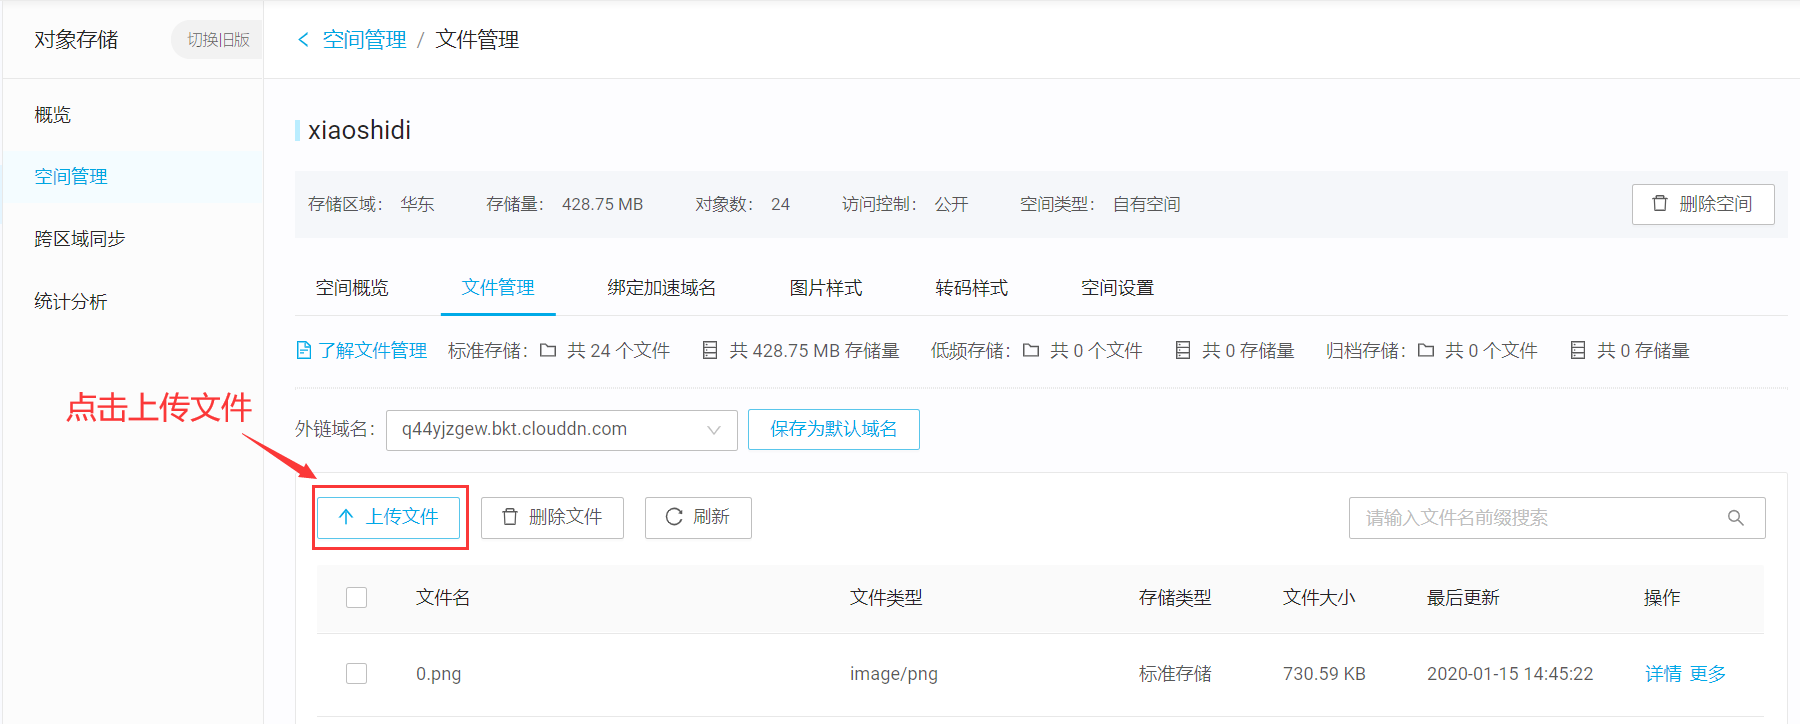 对象存储
切换旧版
空间管理 / 文件管理
概览
空间管理
跨区域同步
统计分析
xiaoshidi
存储区域： 华东 存储量： 428.75 MB 对象数： 24 访问控制： 公开 空间类型： 自有空间
删除空间
空间概览 文件管理 绑定加速域名 图片样式 转码样式 空间设置
了解文件管理 标准存储： 共 24 个文件 共 428.75 MB 存储量 低频存储： 共 0 个文件 共 0 存储量 归档存储： 共 0 个文件 共 0 存储量
点击上传文件
外链域名： q44yjzgew.bkt.clouddn.com 保存为默认域名
上传文件 删除文件 刷新 请输入文件名前缀搜索
文件名 文件类型 存储类型 文件大小 最后更新 操作
0.png image/png 标准存储 730.59 KB 2020-01-15 14:45:22 详情 更多